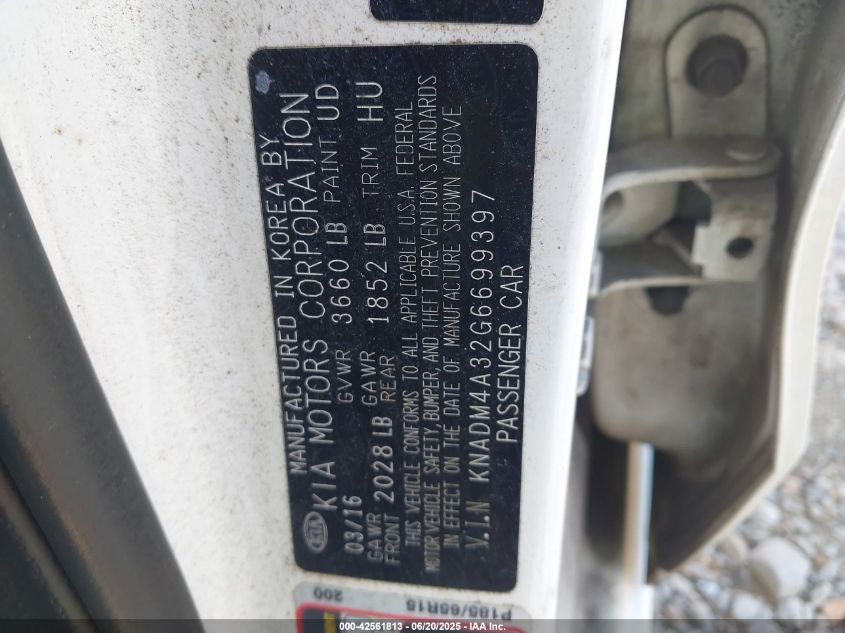 MANUFACTURED IN KOREA BY
KIA KIA MOTORS CORPORATION
03/16 GVWR 3660 LB PAINT UD
GAWR FRONT 2028 LB GAWR REAR 1852 LB TRIM HU
THIS VEHICLE CONFORMS TO ALL APPLICABLE U.S.A. FEDERAL
MOTOR VEHICLE SAFETY, BUMPER, AND THEFT PREVENTION STANDARDS
IN EFFECT ON THE DATE OF MANUFACTURE SHOWN ABOVE
V.I.N KNADM4A32G6699397
PASSENGER CAR
200
P185/65R15
000-42561813 - 06/20/2025 - IAA, Inc.